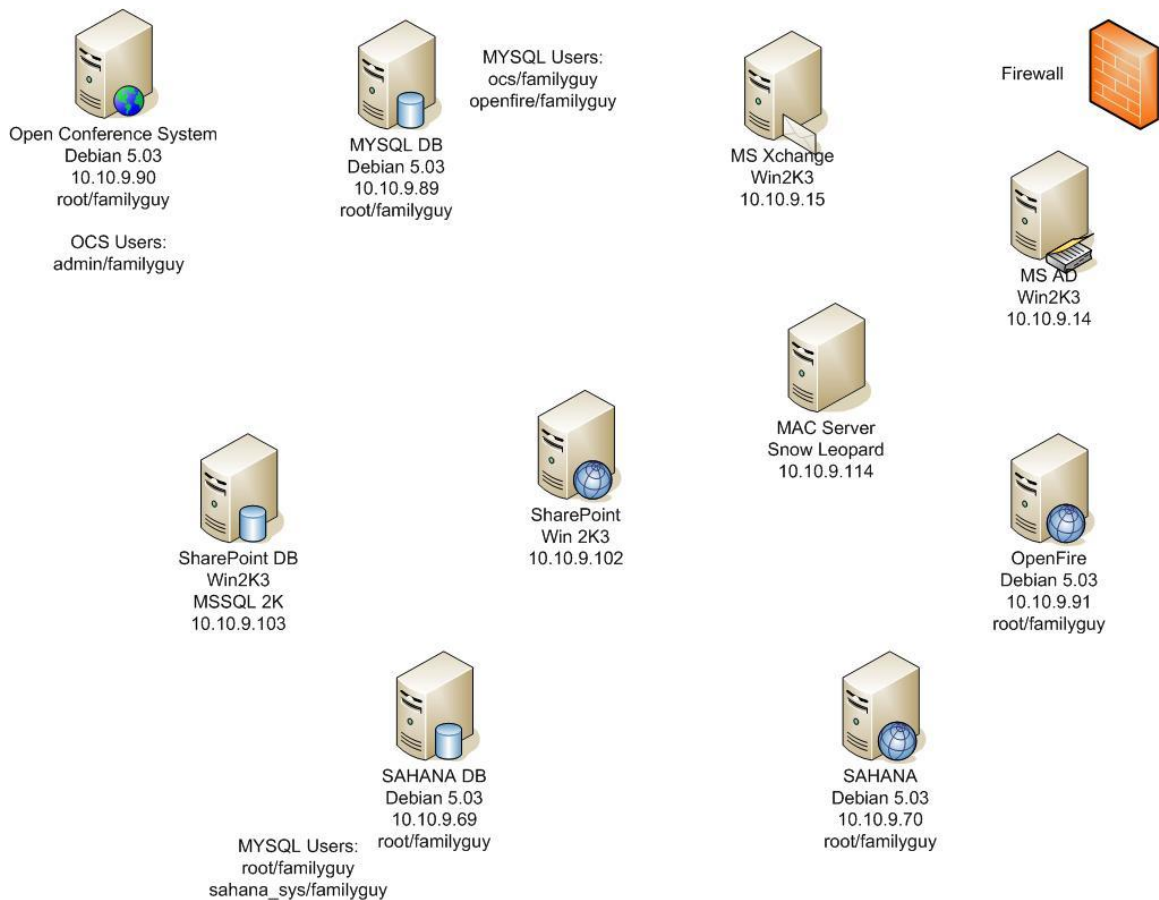 Open Conference System
Debian 5.03
10.10.9.90
root/familyguy
OCS Users:
admin/familyguy
MYSQL DB
Debian 5.03
10.10.9.89
root/familyguy
MYSQL Users:
ocs/familyguy
openfire/familyguy
MS Xchange
Win2K3
10.10.9.15
Firewall
MS AD
Win2K3
10.10.9.14
MAC Server
Snow Leopard
10.10.9.114
SharePoint DB
Win2K3
MSSQL 2K
10.10.9.103
SharePoint
Win 2K3
10.10.9.102
OpenFire
Debian 5.03
10.10.9.91
root/familyguy
SAHANA DB
Debian 5.03
10.10.9.69
root/familyguy
MYSQL Users:
root/familyguy
sahana_sys/familyguy
SAHANA
Debian 5.03
10.10.9.70
root/familyguy